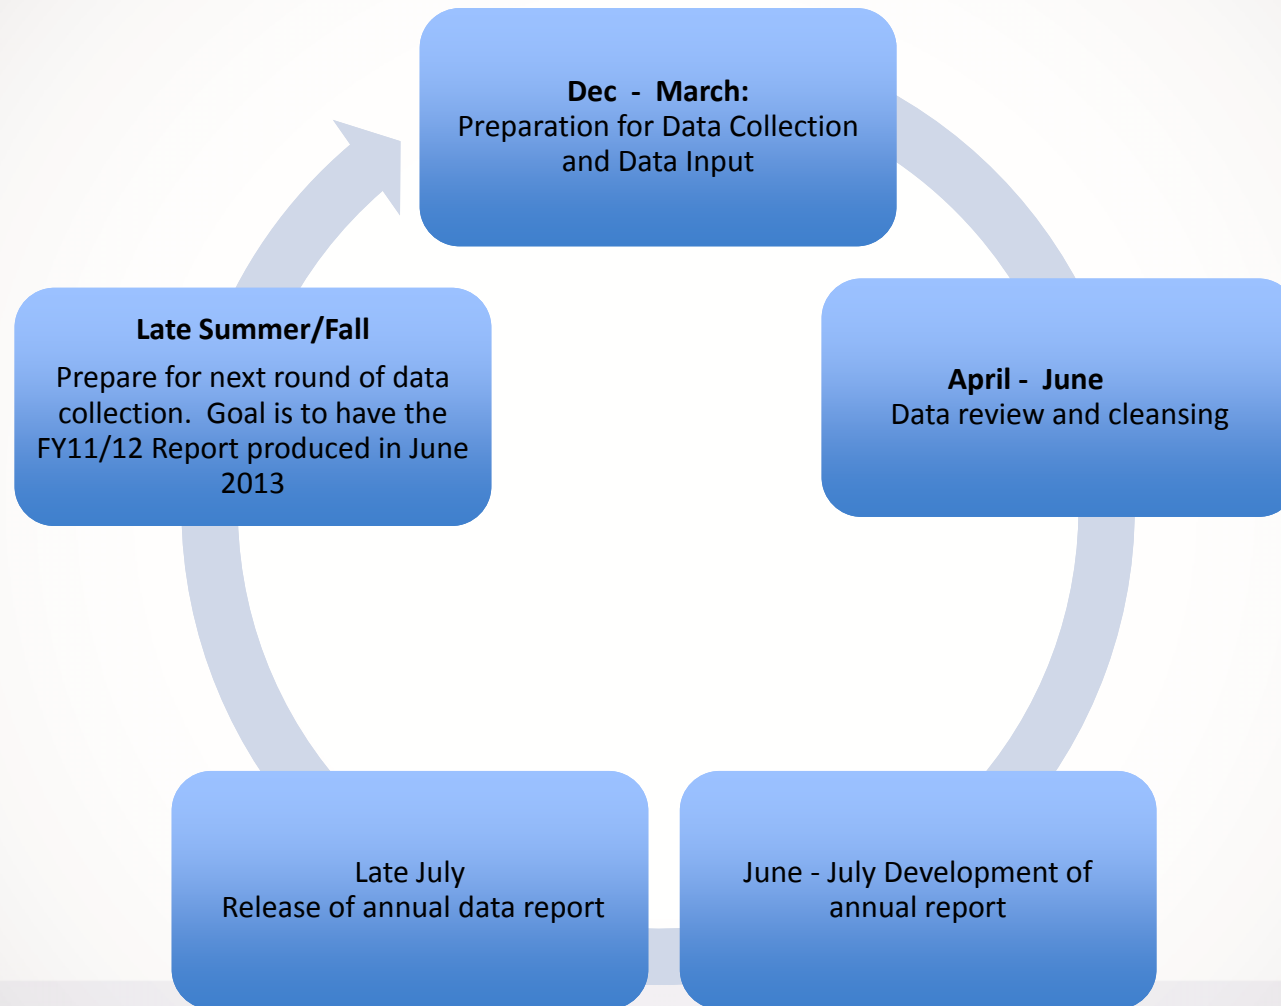 Dec  -  March:
Preparation for Data Collection
and Data Input
April -  June
Data review and cleansing
June - July Development of
annual report
Late July
Release of annual data report
Late Summer/Fall
Prepare for next round of data
collection.  Goal is to have the
FY11/12 Report produced in June
2013